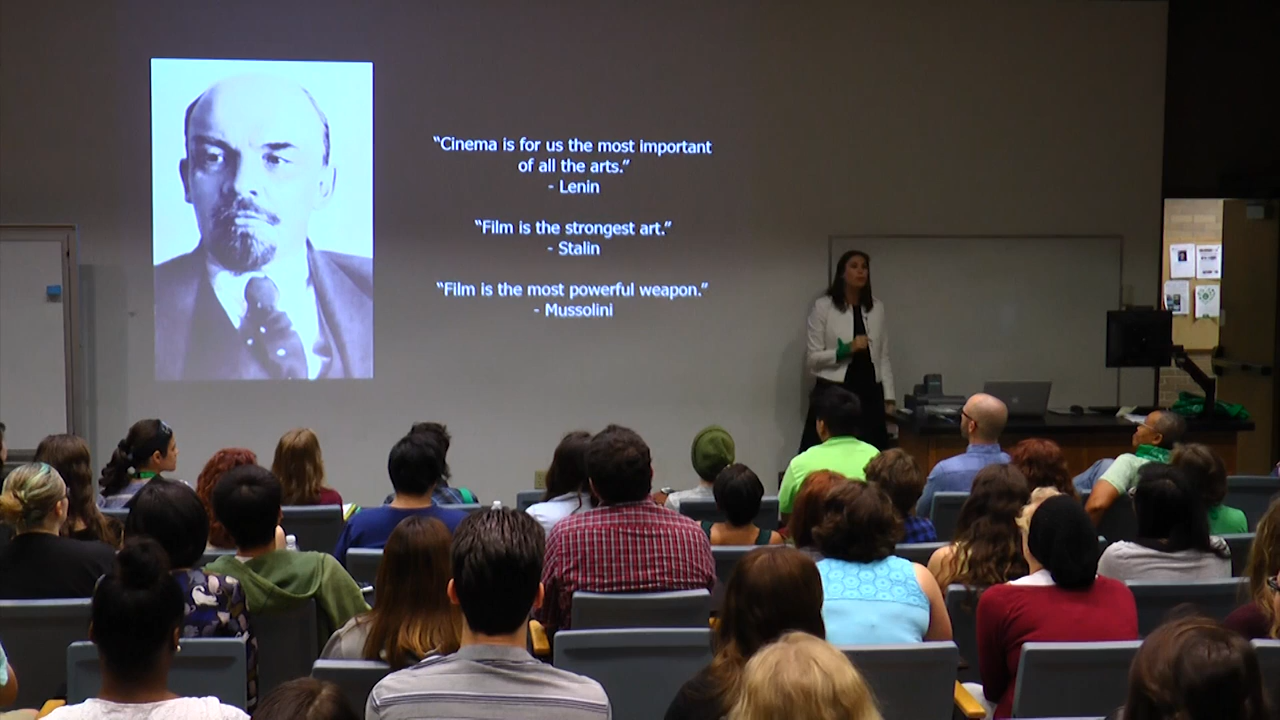 “Cinema is for us the most important
of all the arts.”
- Lenin
“Film is the strongest art.”
- Stalin
“Film is the most powerful weapon.”
- Mussolini